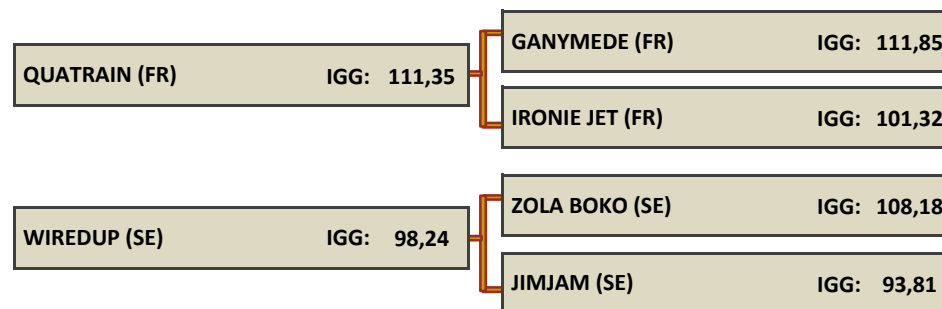 GANYMEDE (FR) IGG: 111,85
QUATRAIN (FR) IGG: 111,35
IRONIE JET (FR) IGG: 101,32
ZOLA BOKO (SE) IGG: 108,18
WIREDUP (SE) IGG: 98,24
JIMJAM (SE) IGG: 93,81